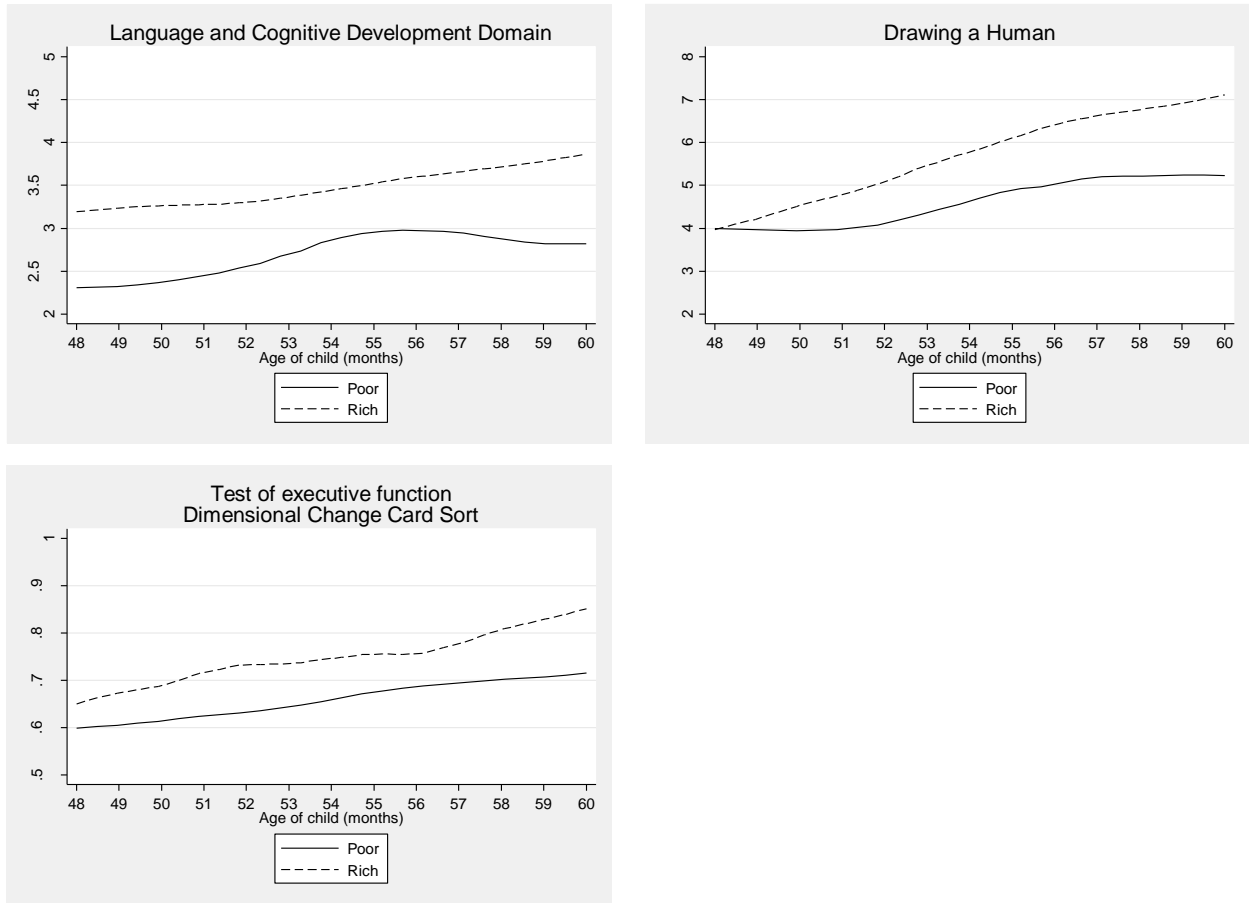 Language and Cognitive Development Domain
5
4.5
4
3.5
3
2.5
2
48 49 50 51 52 53 54 55 56 57 58 59 60
Age of child (months)
Poor
Rich
Drawing a Human
8
7
6
5
4
3
2
48 49 50 51 52 53 54 55 56 57 58 59 60
Age of child (months)
Poor
Rich
Test of executive function
Dimensional Change Card Sort
1
.9
.8
.7
.6
.5
48 49 50 51 52 53 54 55 56 57 58 59 60
Age of child (months)
Poor
Rich